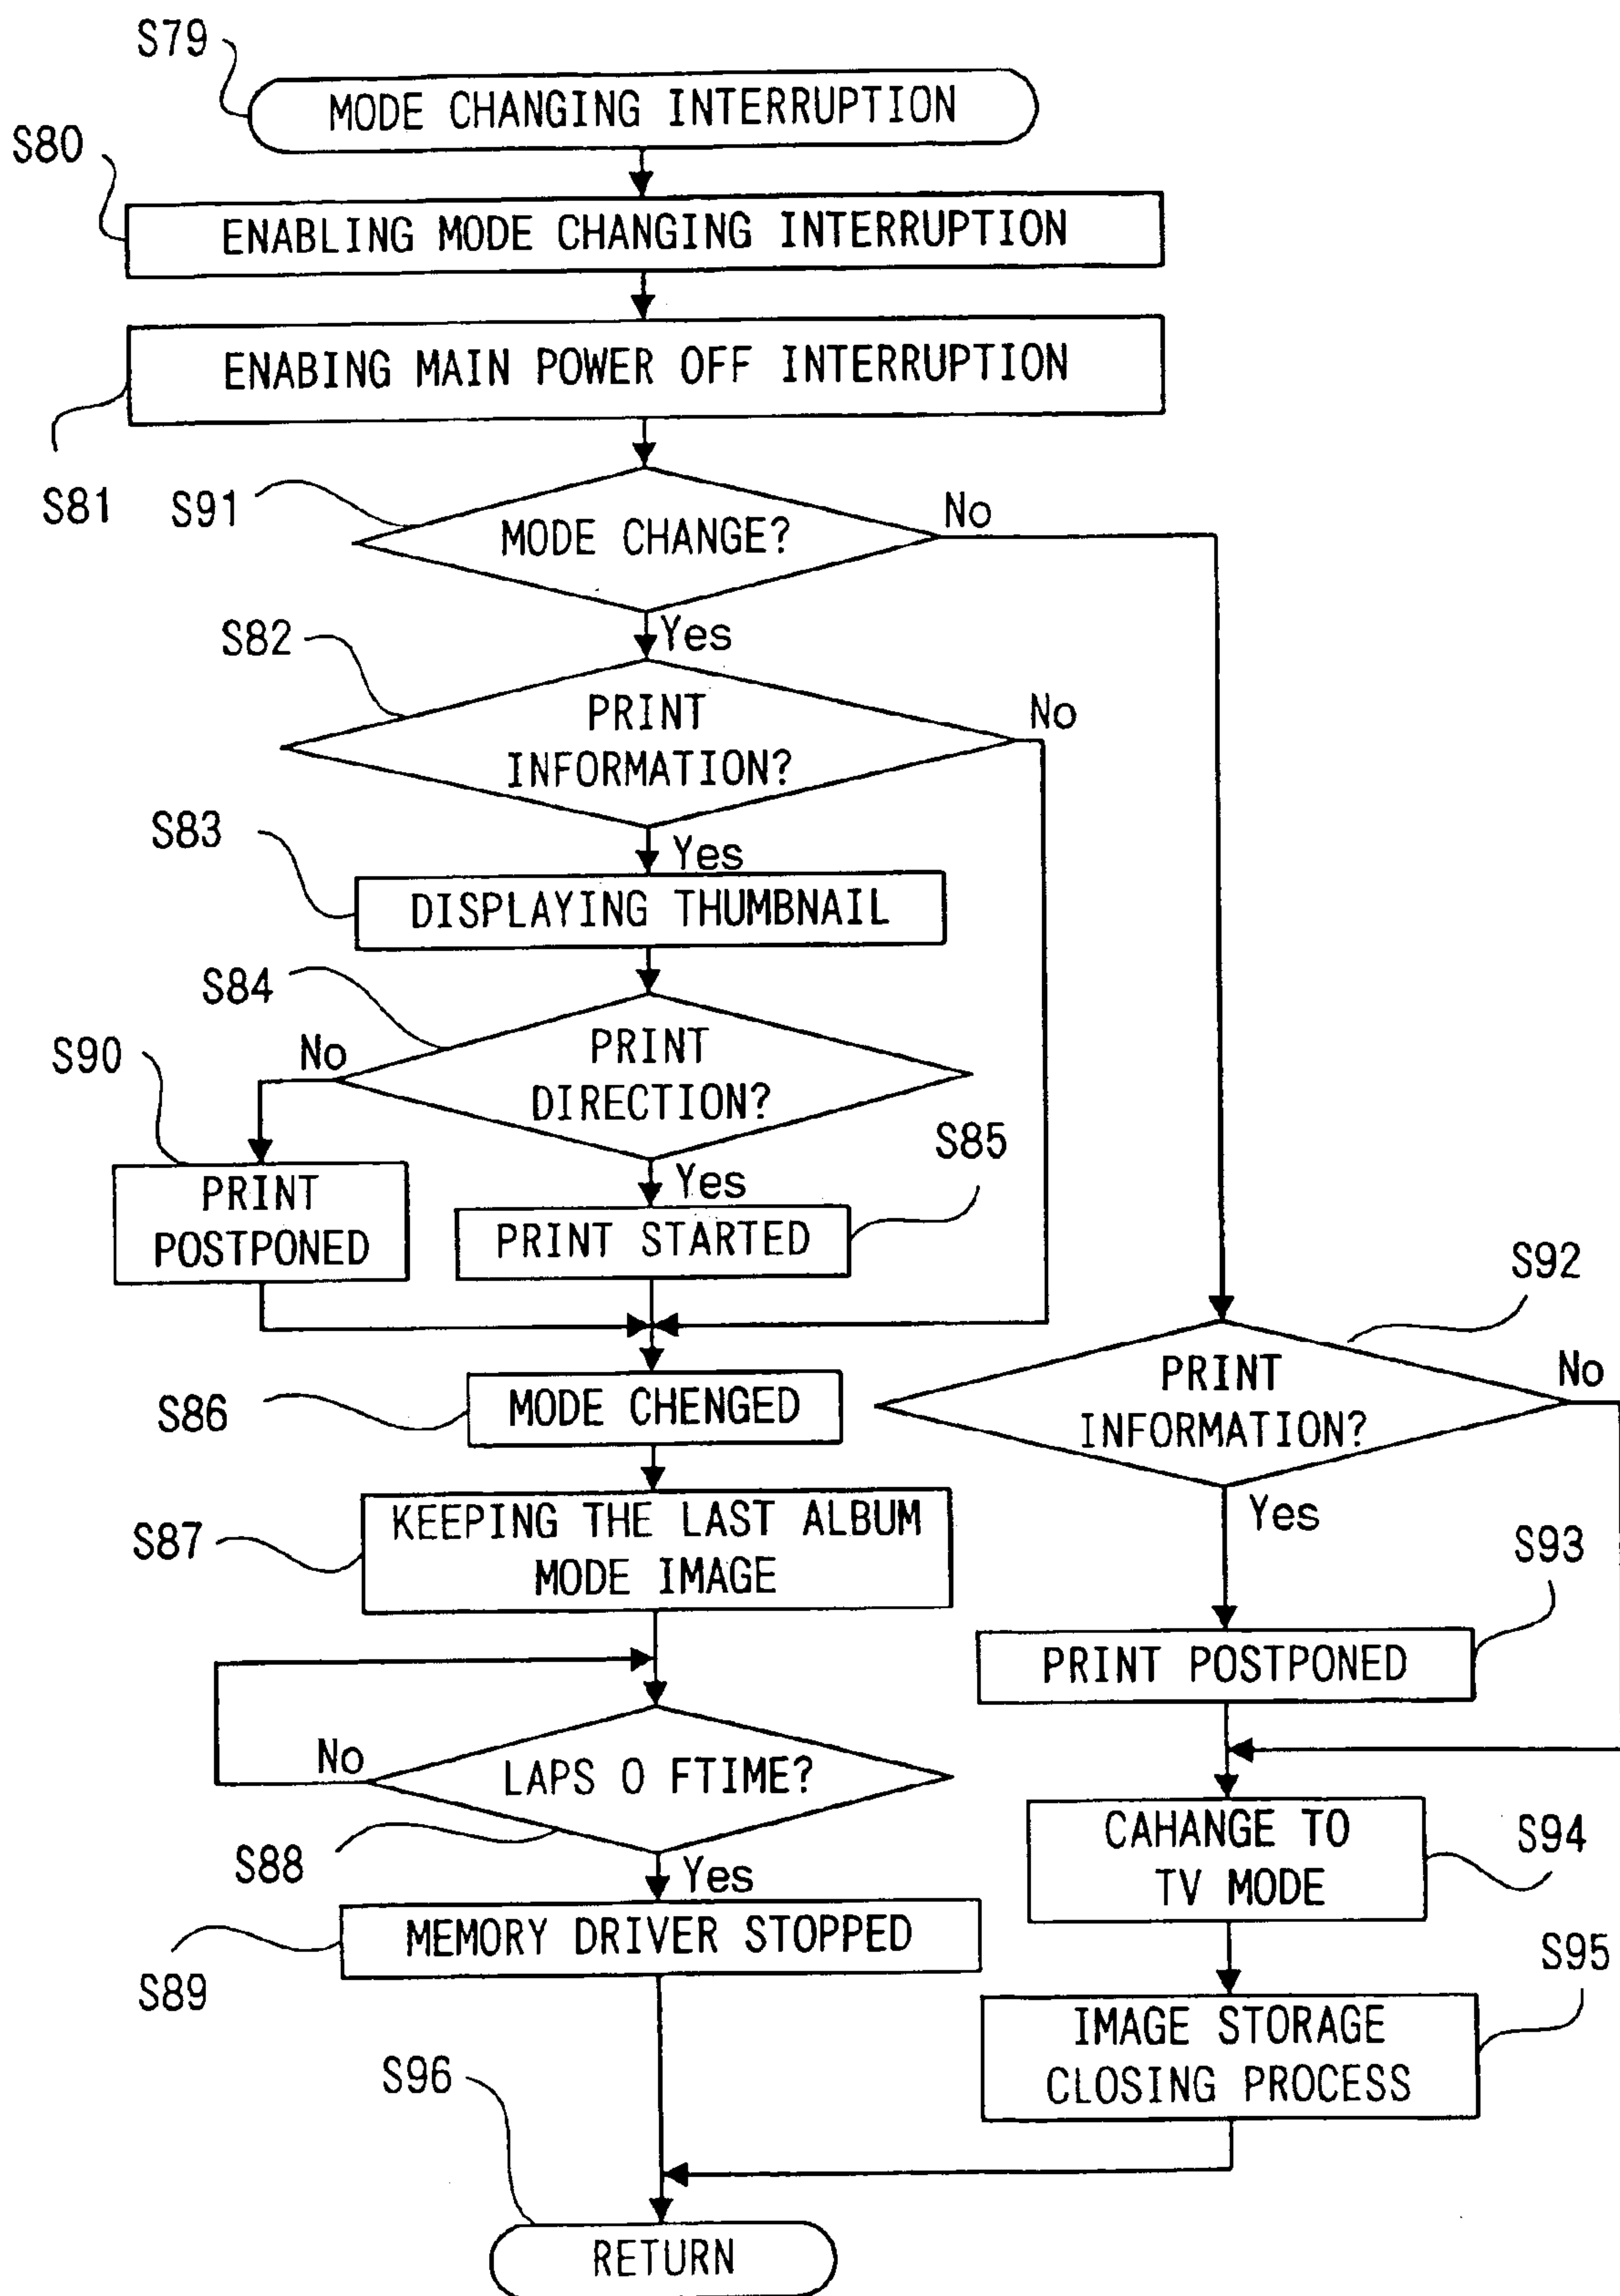 S79
MODE CHANGING INTERRUPTION
S80
ENABLING MODE CHANGING INTERRUPTION
ENABING MAIN POWER OFF INTERRUPTION
S81
S91
MODE CHANGE?
No
Yes
S82
PRINT
INFORMATION?
No
Yes
S83
DISPLAYING THUMBNAIL
S84
PRINT
DIRECTION?
No
S90
PRINT
POSTPONED
Yes
S85
PRINT STARTED
S86
MODE CHENGED
S87
KEEPING THE LAST ALBUM
MODE IMAGE
LAPS O FTIME?
No
S88
Yes
MEMORY DRIVER STOPPED
S89
S92
PRINT
INFORMATION?
No
Yes
S93
PRINT POSTPONED
CAHANGE TO
TV MODE
S94
S95
IMAGE STORAGE
CLOSING PROCESS
S96
RETURN